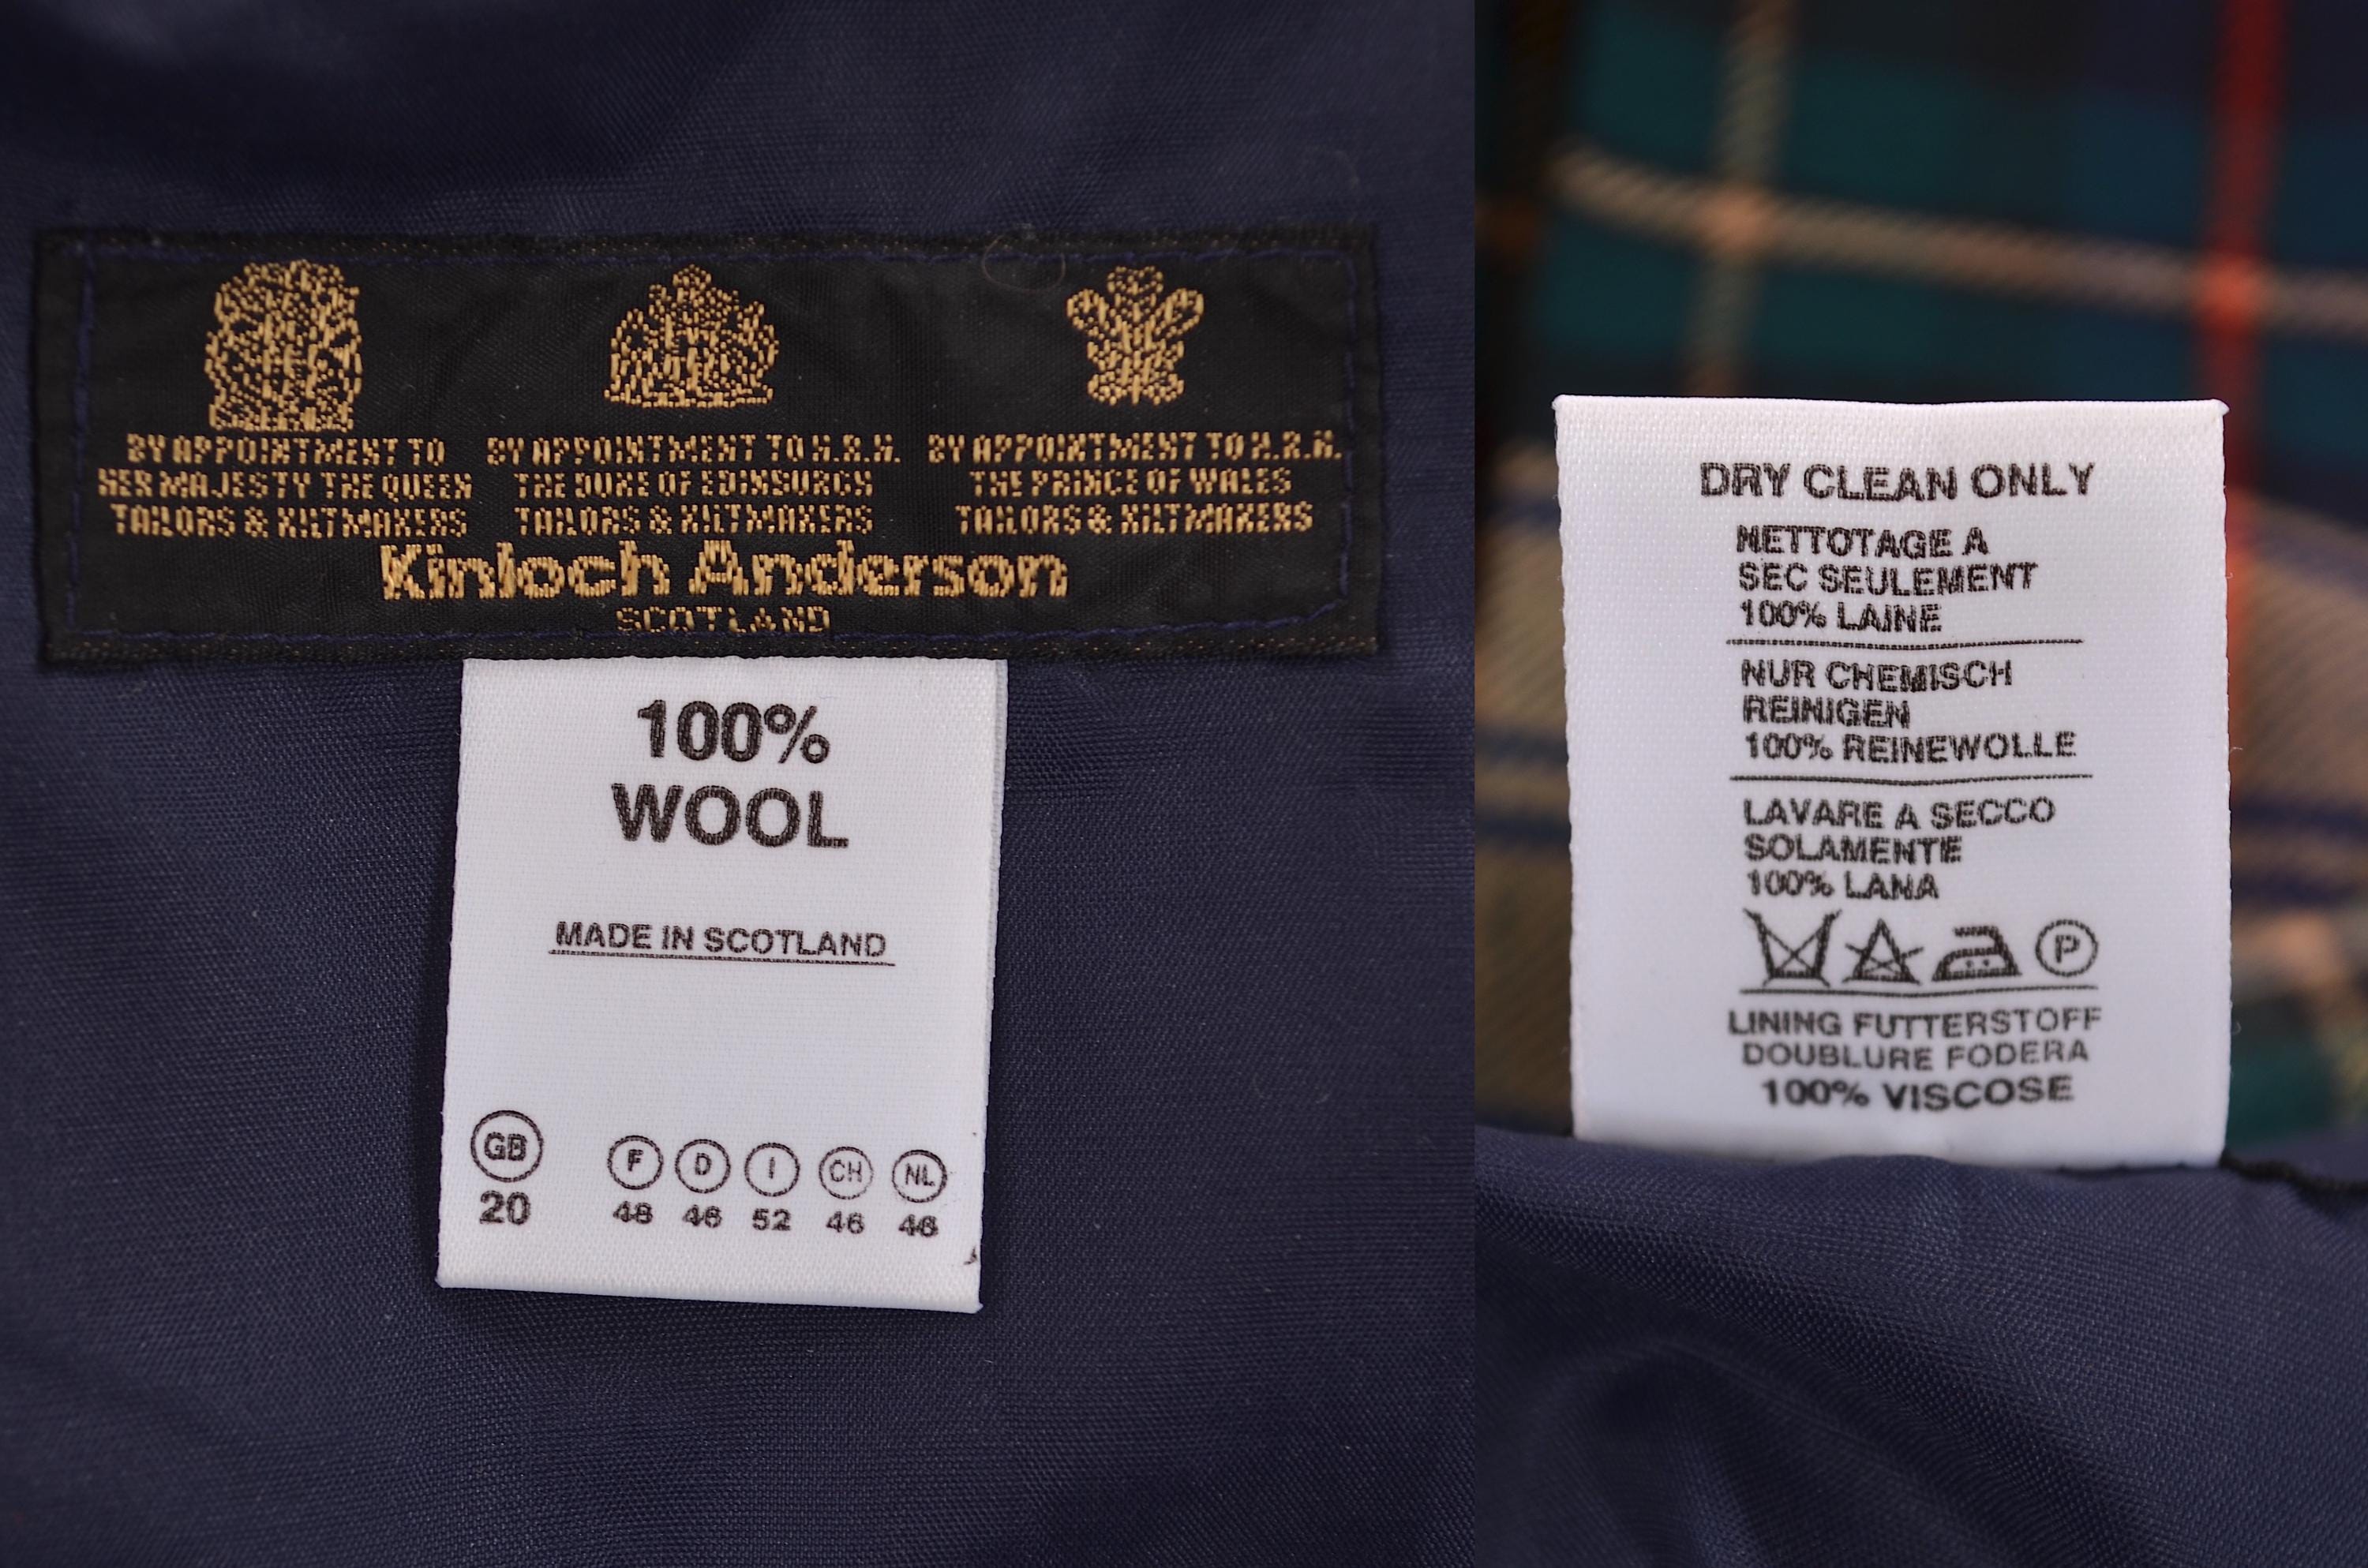 BY APPOINTMENT TO
HER MAJESTY THE QUEEN
TAILORS & KILTMAKERS
BY APPOINTMENT TO H.R.H.
THE DUKE OF EDINBURGH
TAILORS & KILTMAKERS
BY APPOINTMENT TO H.R.H.
THE PRINCE OF WALES
TAILORS & KILTMAKERS
Kinloch Anderson
SCOTLAND
100%
WOOL
MADE IN SCOTLAND
GB F D I CH NL
20 48 46 52 46 46
DRY CLEAN ONLY
NETTOTAGE A
SEC SEULEMENT
100% LAINE
NUR CHEMISCH
REINIGEN
100% REINEWOLLE
LAVARE A SECCO
SOLAMENTE
100% LANA
P
LINING FUTTERSTOFF
DOUBLURE FODERA
100% VISCOSE